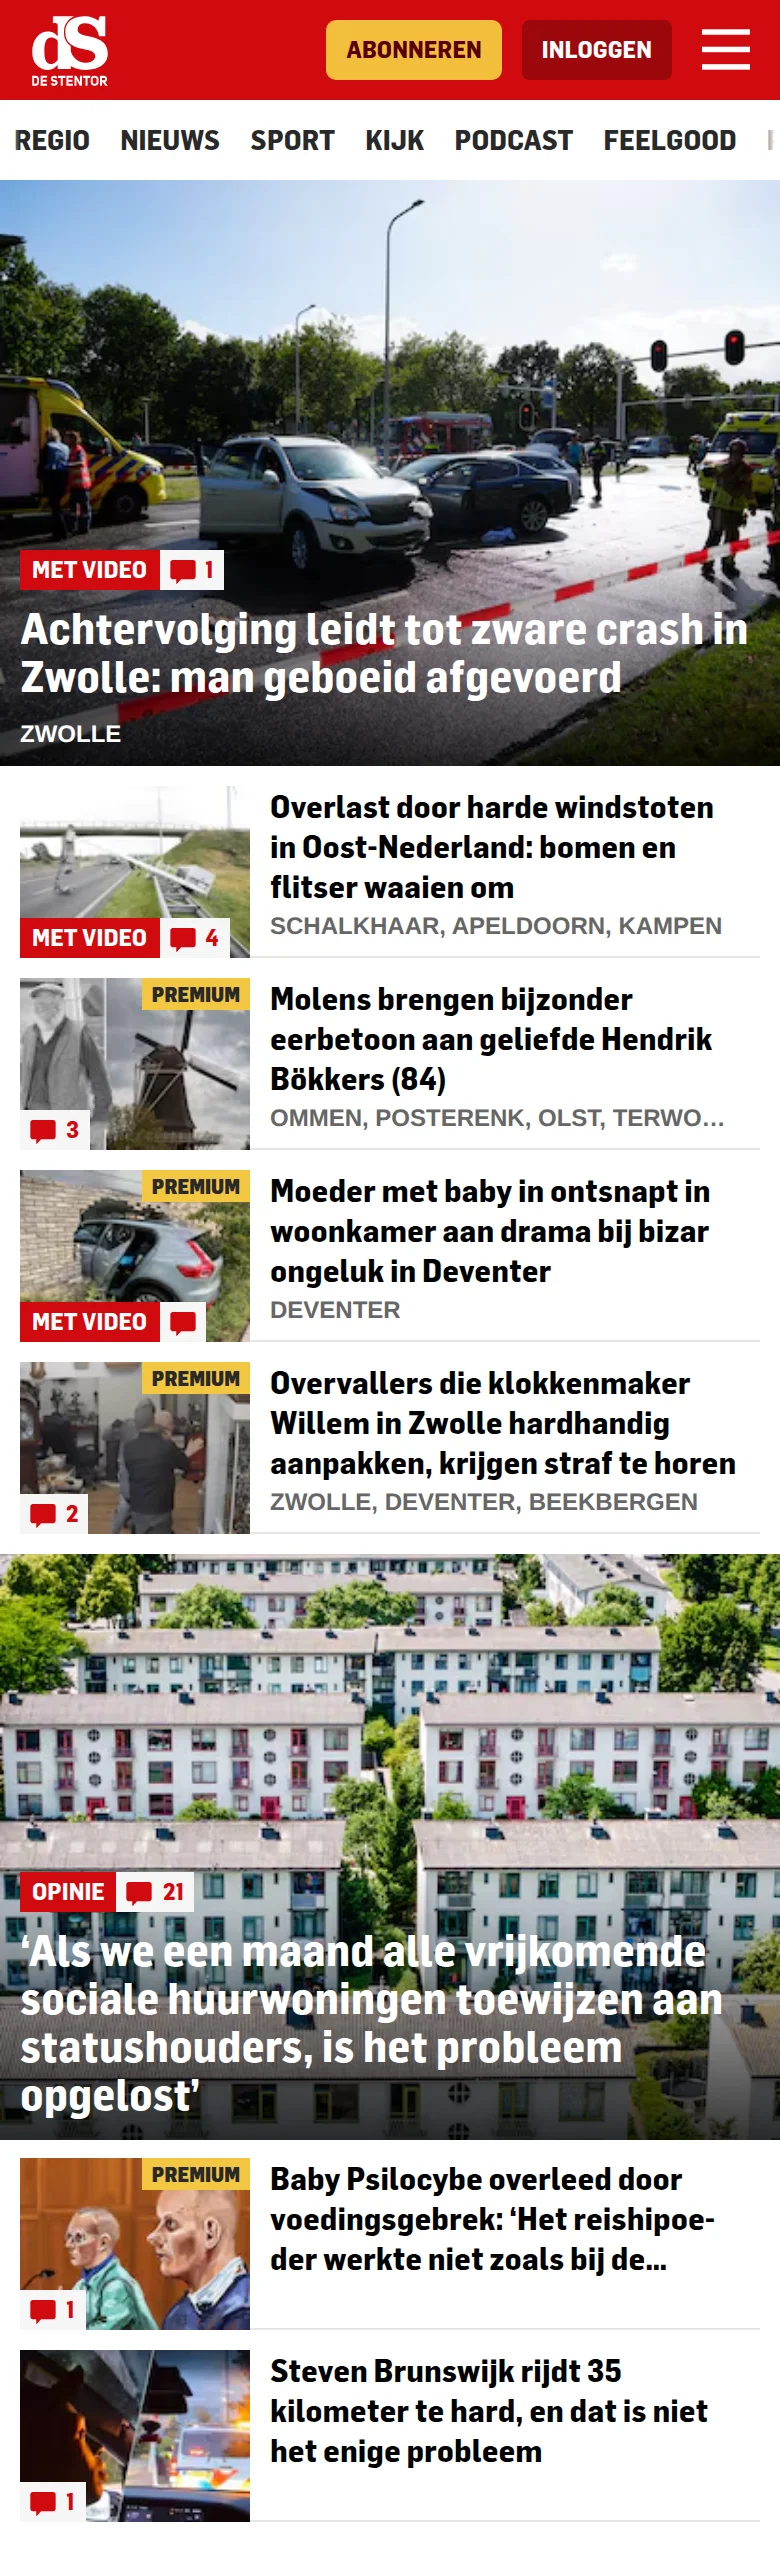 dS
DE STENTOR
ABONNEREN
INLOGGEN
REGIO NIEUWS SPORT KIJK PODCAST FEELGOOD
MET VIDEO 1
Achtervolging leidt tot zware crash in
Zwolle: man geboeid afgevoerd
ZWOLLE
MET VIDEO 4
Overlast door harde windstoten
in Oost-Nederland: bomen en
flitser waaien om
SCHALKHAAR, APELDOORN, KAMPEN
PREMIUM
3
Molens brengen bijzonder
eerbetoon aan geliefde Hendrik
Bökkers (84)
OMMEN, POSTERENK, OLST, TERWO…
PREMIUM
MET VIDEO
Moeder met baby in ontsnapt in
woonkamer aan drama bij bizar
ongeluk in Deventer
DEVENTER
PREMIUM
2
Overvallers die klokkenmaker
Willem in Zwolle hardhandig
aanpakken, krijgen straf te horen
ZWOLLE, DEVENTER, BEEKBERGEN
OPINIE 21
‘Als we een maand alle vrijkomende
sociale huurwoningen toewijzen aan
statushouders, is het probleem
opgelost’
PREMIUM
1
Baby Psilocybe overleed door
voedingsgebrek: ‘Het reishipoe-
der werkte niet zoals bij de...
1
Steven Brunswijk rijdt 35
kilometer te hard, en dat is niet
het enige probleem